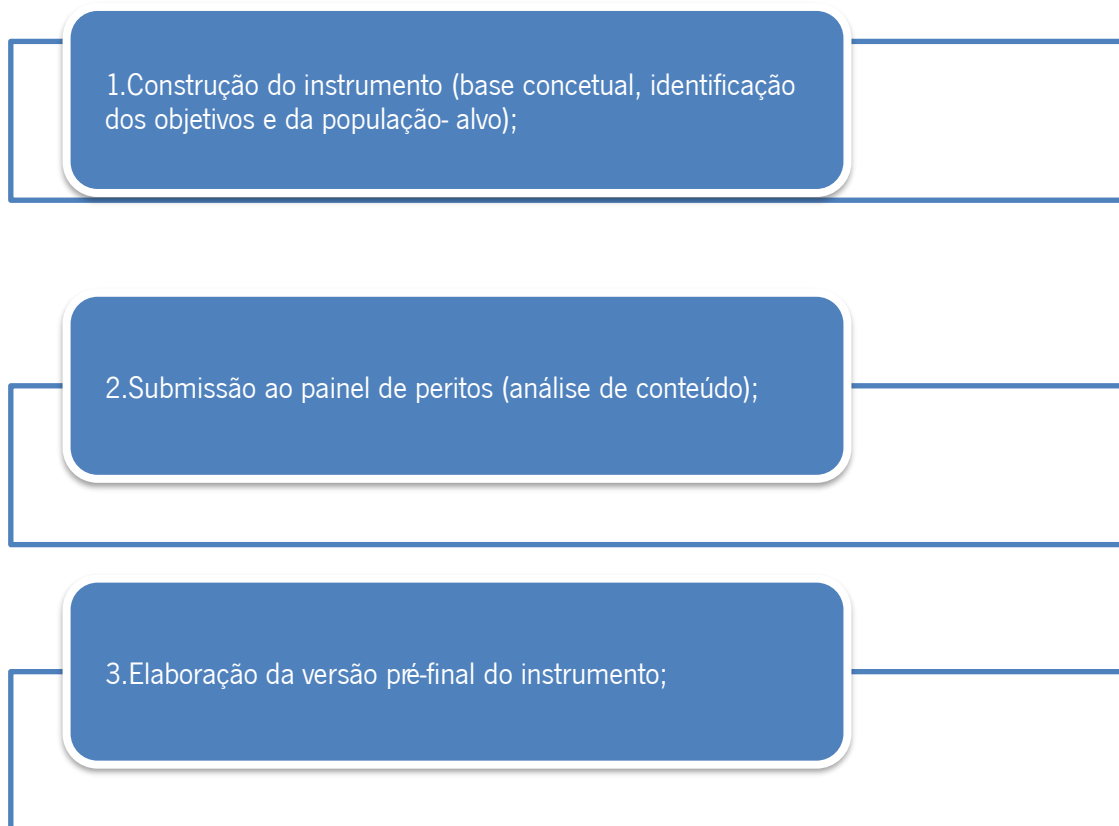 1.Construção do instrumento (base concetual, identificação
dos objetivos e da população- alvo);
2.Submissão ao painel de peritos (análise de conteúdo);
3.Elaboração da versão pré-final do instrumento;